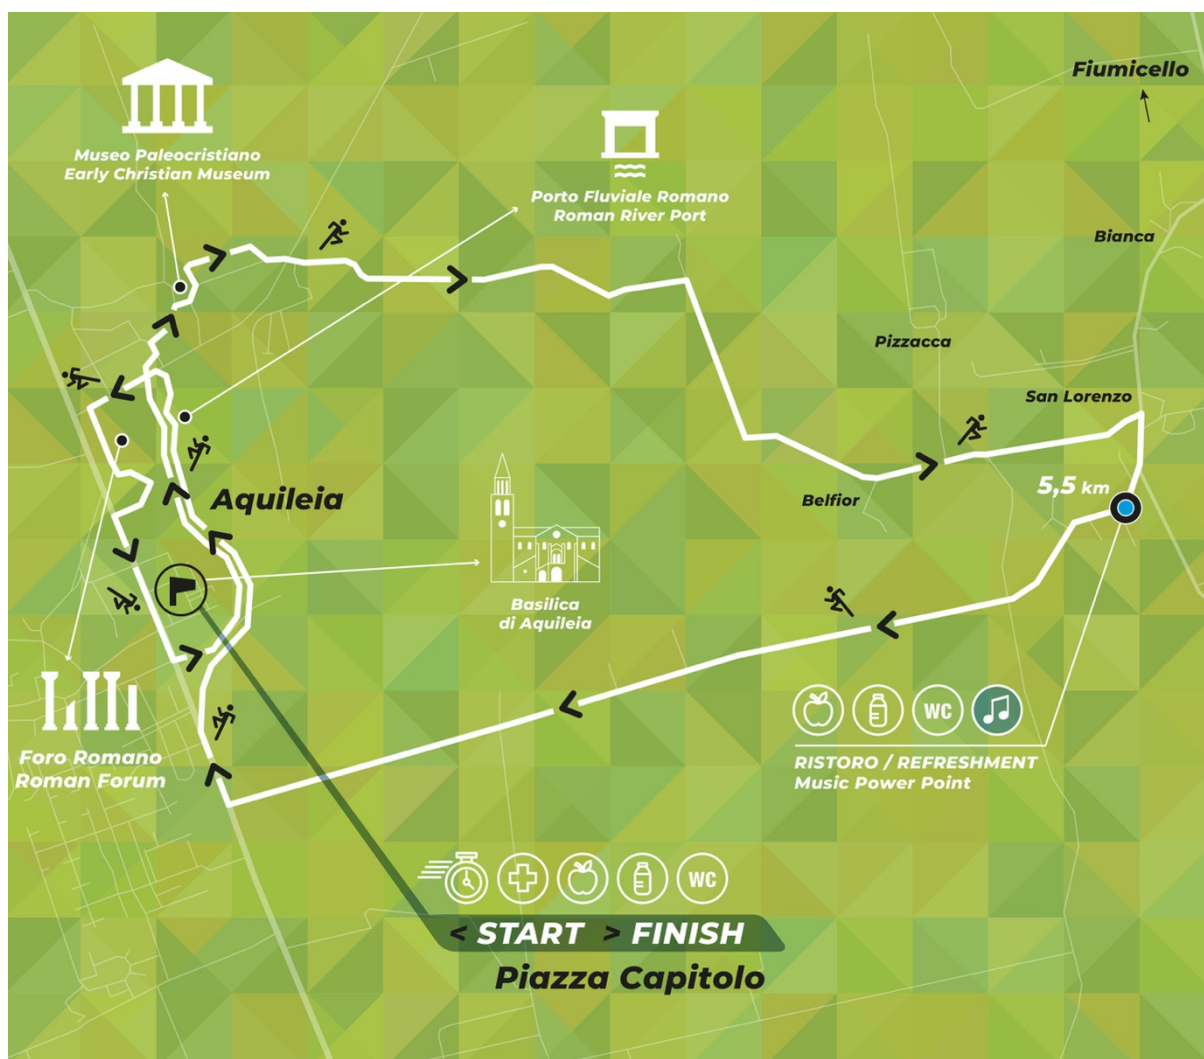 Fiumicello
Museo Paleocristiano
Early Christian Museum
Porto Fluviale Romano
Roman River Port
Bianca
Pizzacca
San Lorenzo
5,5 km
Aquileia
Belfior
Basilica
di Aquileia
Foro Romano
Roman Forum
WC
RISTORO / REFRESHMENT
Music Power Point
WC
< START > FINISH
Piazza Capitolo